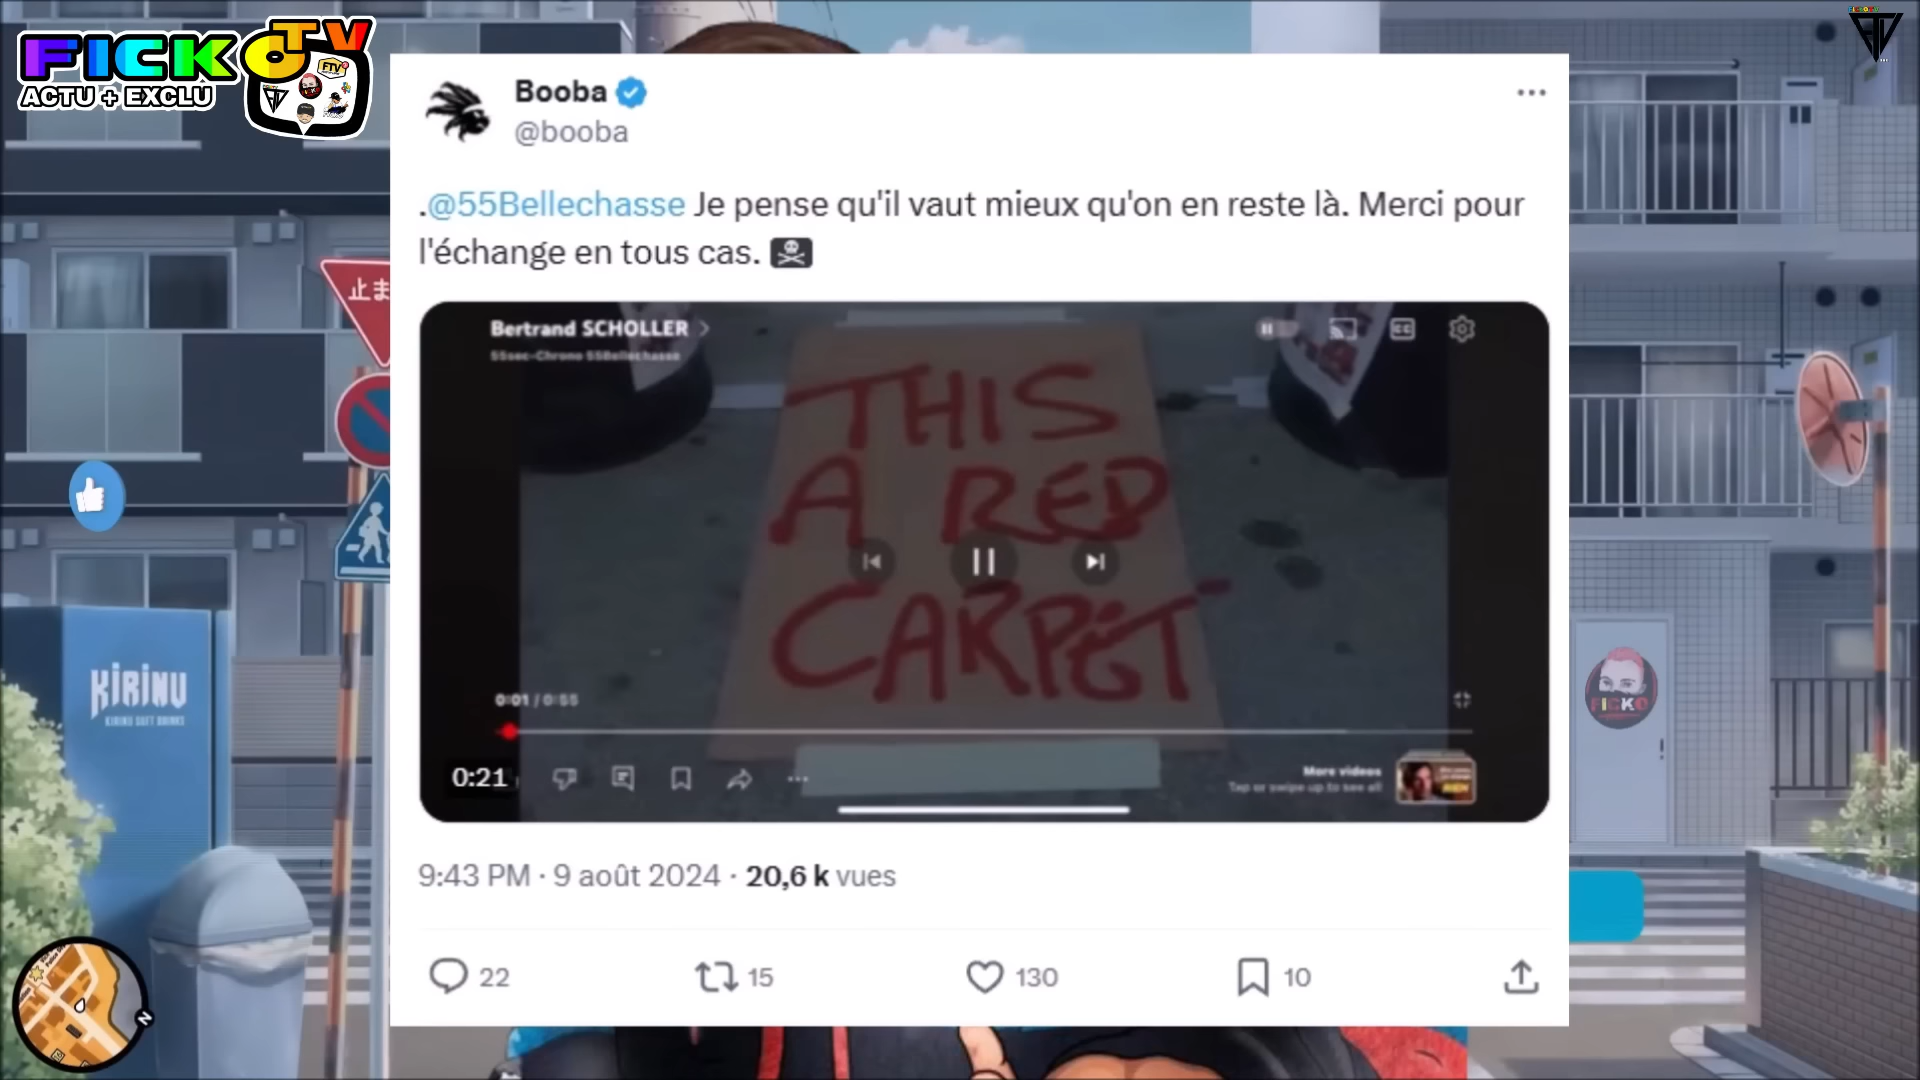 FICKO TV
ACTU + EXCLU
FTV
Booba
@booba
.@55Bellechasse Je pense qu'il vaut mieux qu'on en reste là. Merci pour
l'échange en tous cas.
Bertrand SCHOLLER
55sec-Chrono 55Bellechasse
THIS
A RED
CARPET
0:01 / 0:55
0:21
More videos
Tap or swipe up to see all
9:43 PM · 9 août 2024 · 20,6 k vues
22
15
130
10
止ま
KIRINU
KIRINU SOFT DRINKS
FICKO
N